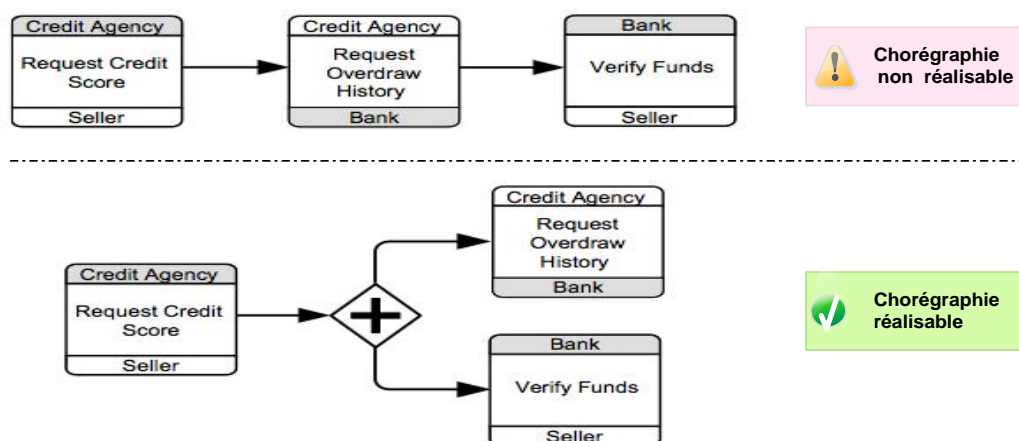 Credit Agency
Request Credit
Score
Seller
Credit Agency
Request
Overdraw
History
Bank
Bank
Verify Funds
Seller
Chorégraphie
non réalisable
Credit Agency
Request Credit
Score
Seller
Credit Agency
Request
Overdraw
History
Bank
Bank
Verify Funds
Seller
Chorégraphie
réalisable